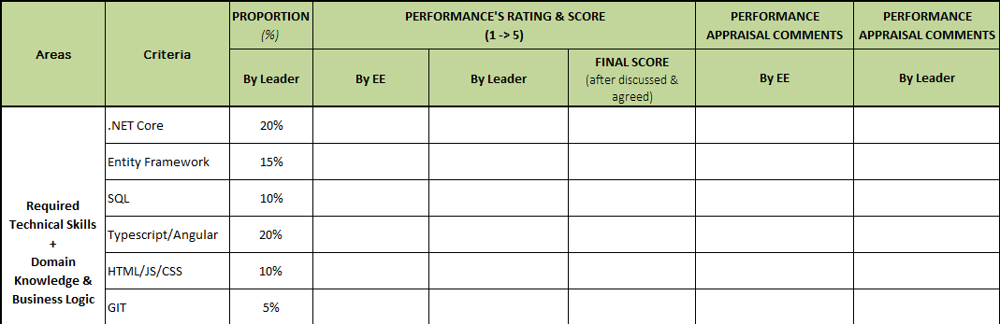 Areas
Criteria
PROPORTION
(%)
PERFORMANCE'S RATING & SCORE
(1 -> 5)
PERFORMANCE
APPRAISAL COMMENTS
PERFORMANCE
APPRAISAL COMMENTS
By Leader
By EE
By Leader
FINAL SCORE
(after discussed &
agreed)
By EE
By Leader
Required
Technical Skills
+
Domain
Knowledge &
Business Logic
.NET Core
20%
Entity Framework
15%
SQL
10%
Typescript/Angular
20%
HTML/JS/CSS
10%
GIT
5%